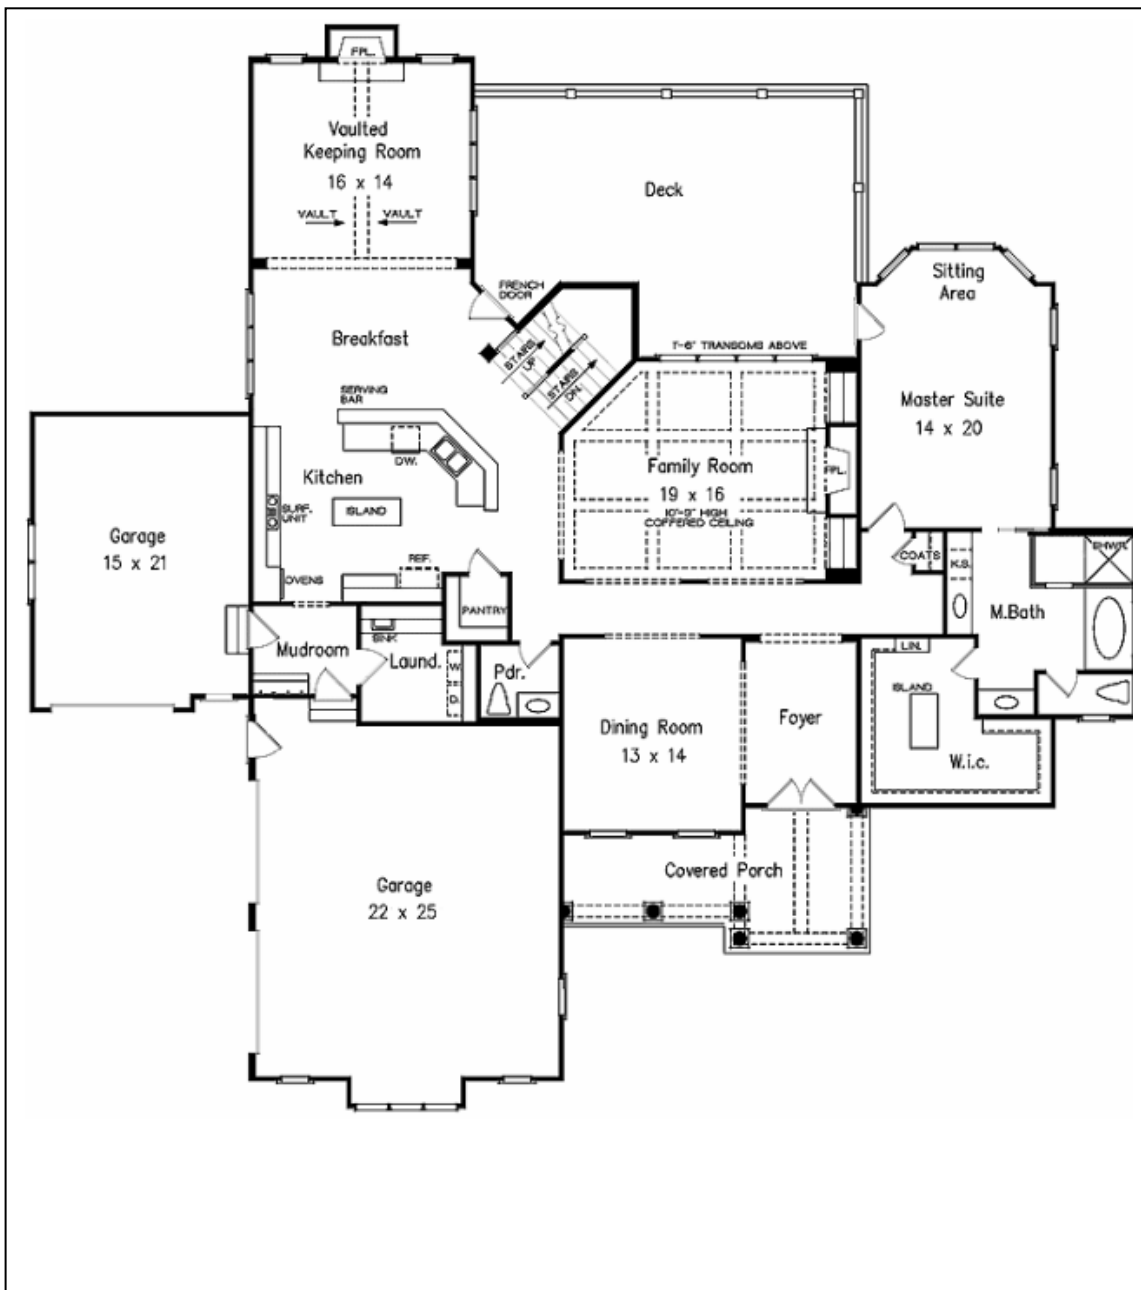 FPL.
Vaulted
Keeping Room
16 x 14
VAULT VAULT
Deck
Sitting
Area
FRENCH
DOOR
Breakfast
STAIRS
UP
STAIRS
DN.
7'-6" TRANSOMS ABOVE
SERVING
BAR
DW.
Master Suite
14 x 20
Family Room
19 x 16
10'-9" HIGH
COFFERED CEILING
FPL.
Kitchen
SURF.
UNIT
ISLAND
Garage
15 x 21
REF.
OVENS
PANTRY
COATS
K.S.
SHWR.
M.Bath
SINK
Mudroom
Laund.
W.
D.
Pdr.
LIN.
ISLAND
W.i.c.
Dining Room
13 x 14
Foyer
Covered Porch
Garage
22 x 25